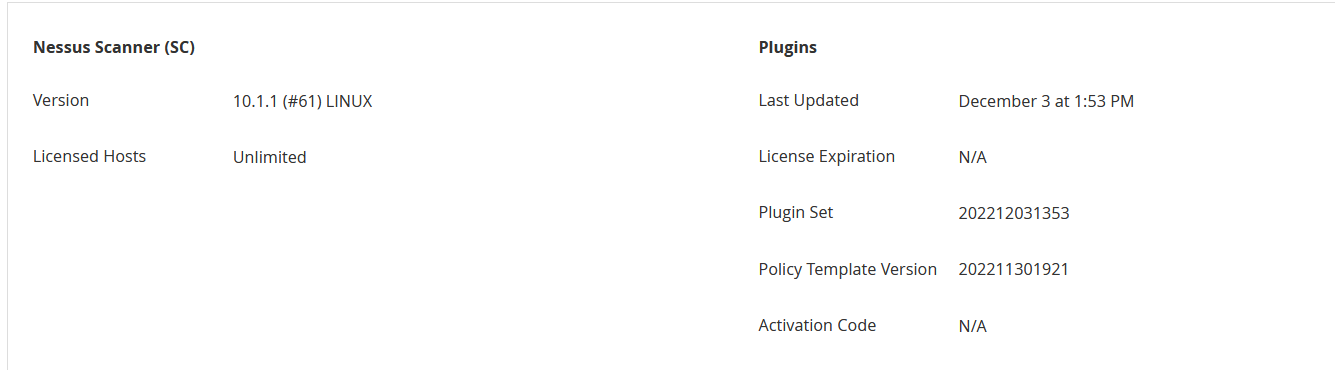 Nessus Scanner (SC)
Version 10.1.1 (#61) LINUX
Licensed Hosts Unlimited
Plugins
Last Updated December 3 at 1:53 PM
License Expiration N/A
Plugin Set 202212031353
Policy Template Version 202211301921
Activation Code N/A